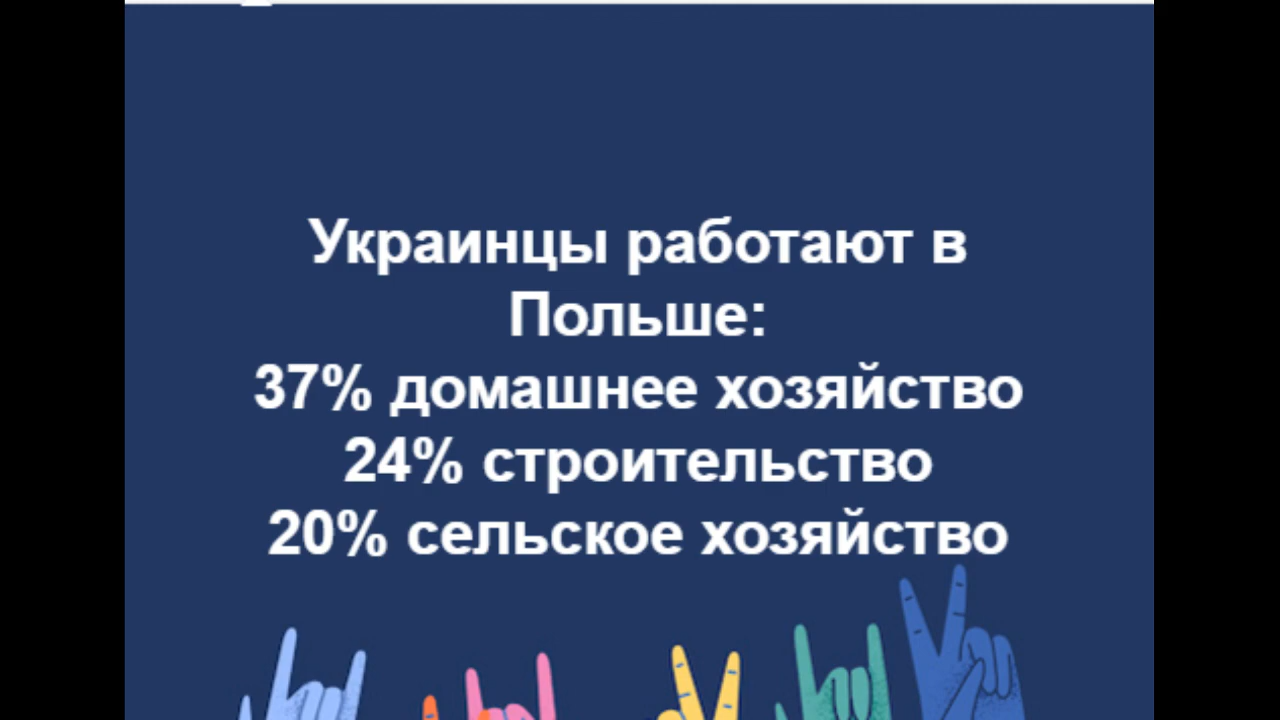 Украинцы работают в
Польше:
37% домашнее хозяйство
24% строительство
20% сельское хозяйство